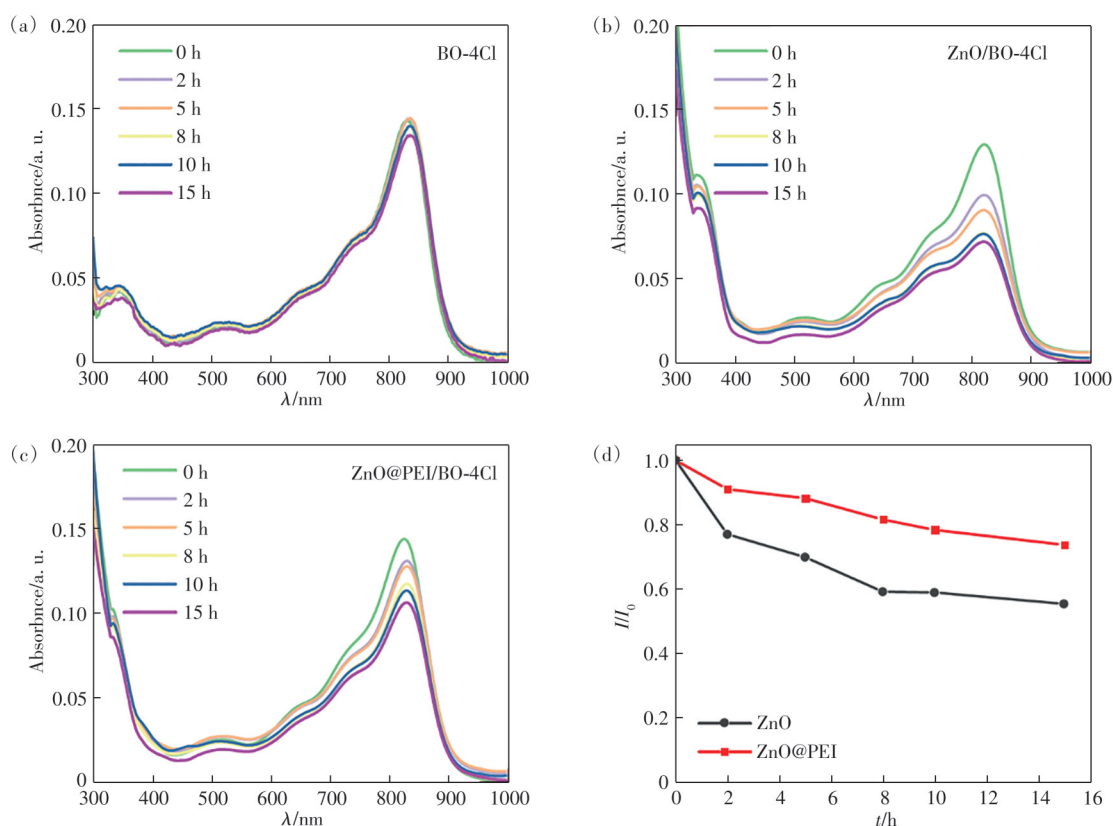 (a)
BO-4Cl
0.20
0.15
0.10
0.05
0
Absorbnce/a. u.
0 h
2 h
5 h
8 h
10 h
15 h
300 400 500 600 700 800 900 1000
λ/nm
(b)
ZnO/BO-4Cl
0.20
0.15
0.10
0.05
0
Absorbnce/a. u.
0 h
2 h
5 h
8 h
10 h
15 h
300 400 500 600 700 800 900 1000
λ/nm
(c)
ZnO@PEI/BO-4Cl
0.20
0.15
0.10
0.05
0
Absorbnce/a. u.
0 h
2 h
5 h
8 h
10 h
15 h
300 400 500 600 700 800 900 1000
λ/nm
(d)
1.0
0.8
0.6
0.4
0.2
0
I/I0
ZnO
ZnO@PEI
0 2 4 6 8 10 12 14 16
t/h